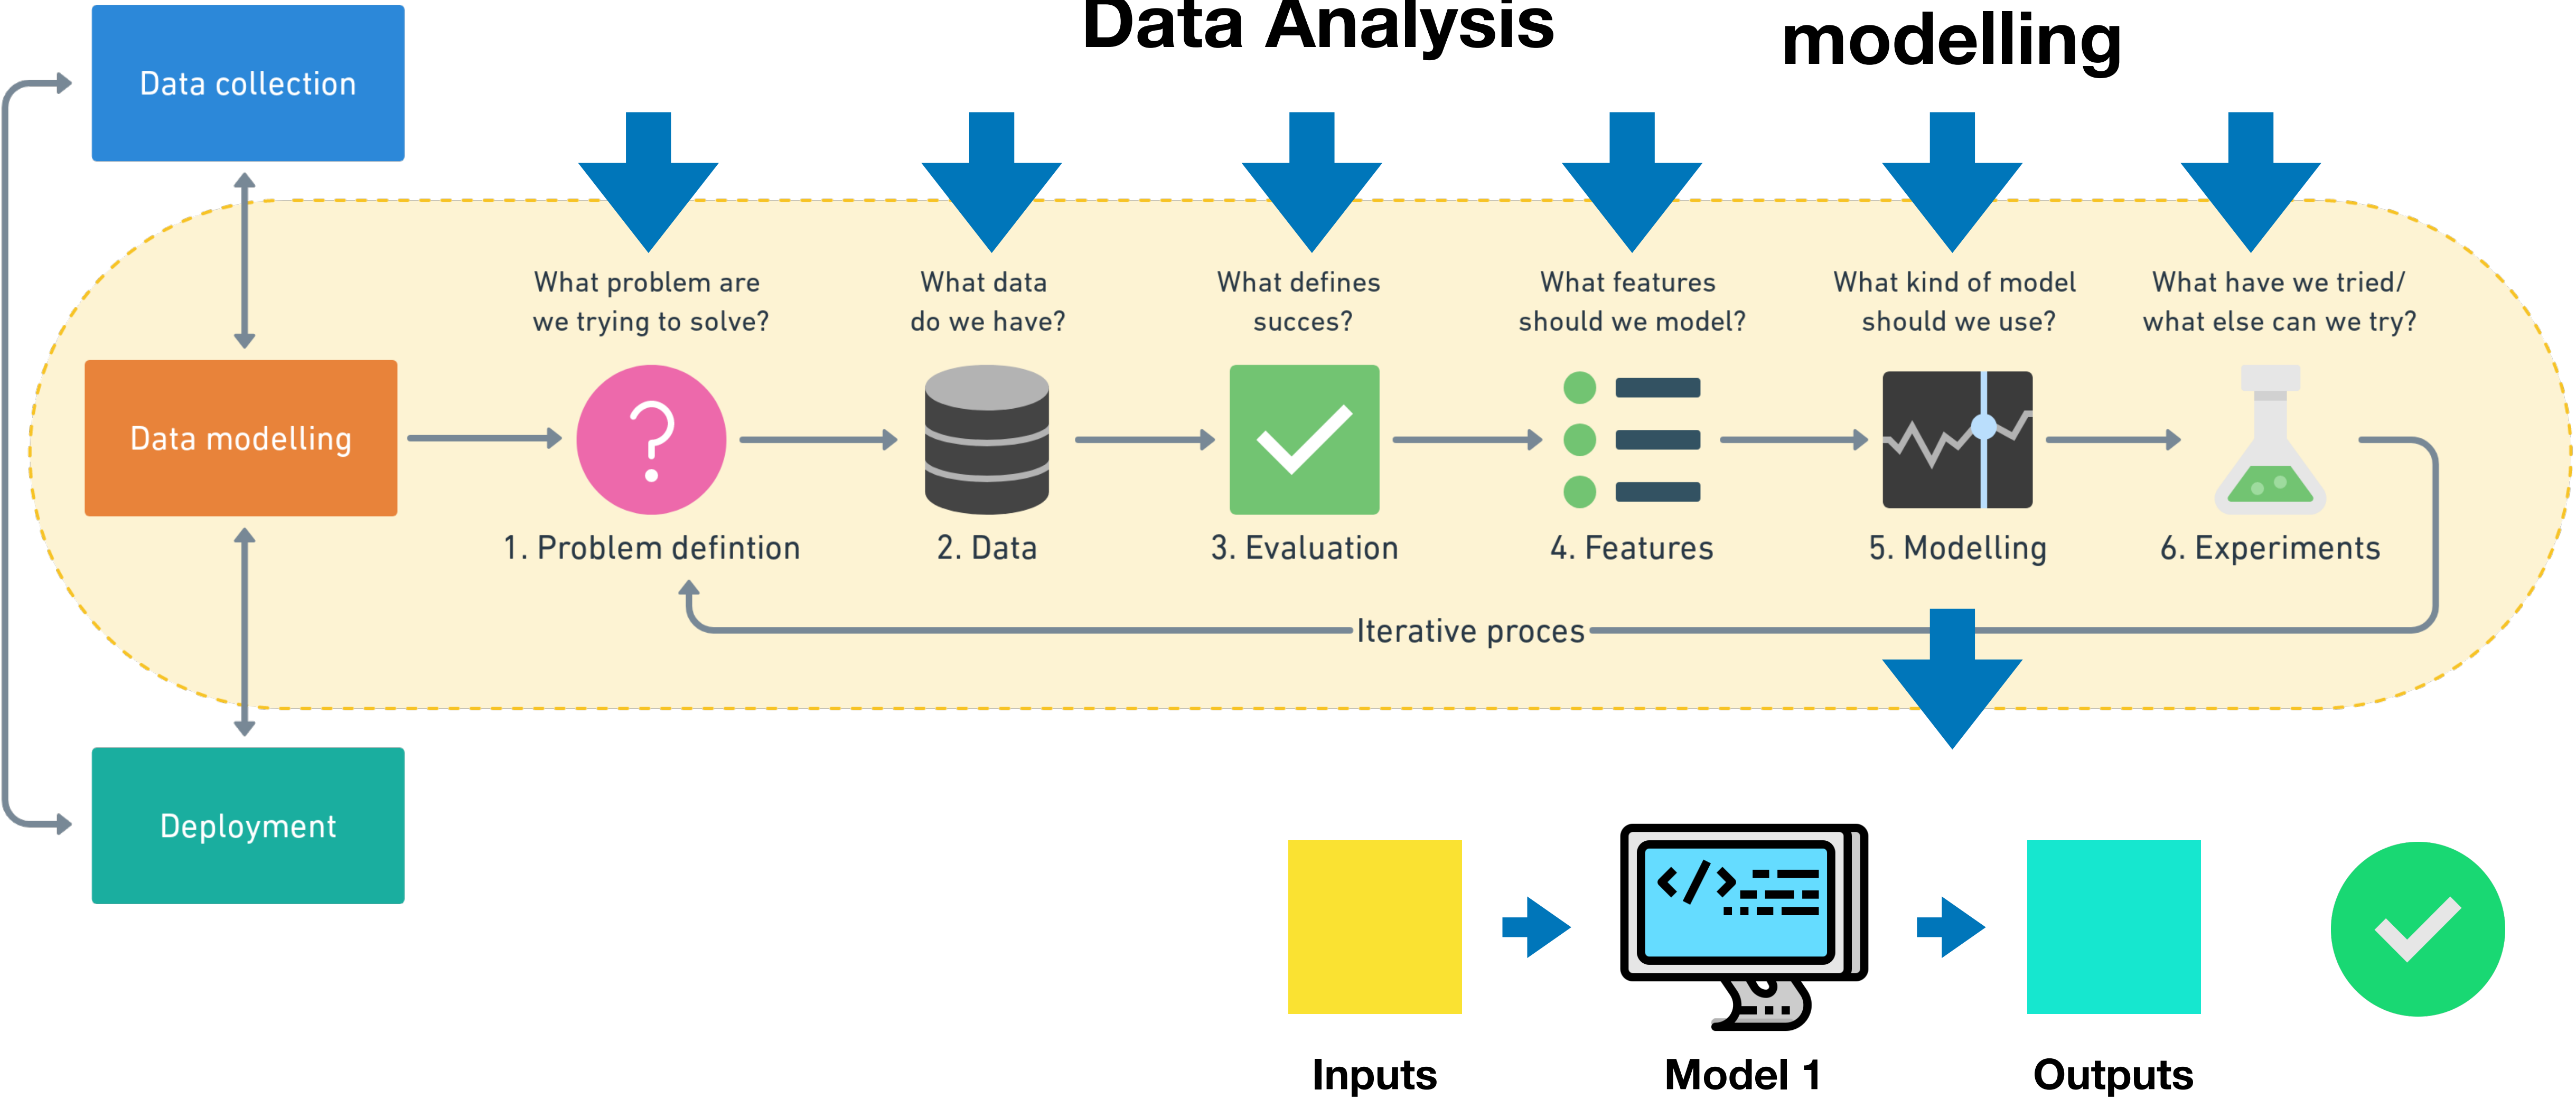 Data Analysis
modelling
Data collection
What problem are
we trying to solve?
What data
do we have?
What defines
succes?
What features
should we model?
What kind of model
should we use?
What have we tried/
what else can we try?
Data modelling
1. Problem defintion
2. Data
3. Evaluation
4. Features
5. Modelling
6. Experiments
Iterative proces
Deployment
</>
Inputs
Model 1
Outputs